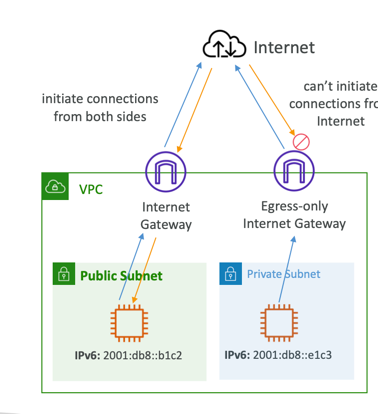 Internet
initiate connections
from both sides
can't initiate
connections fro
Internet
VPC
Internet
Gateway
Egress-only
Internet Gateway
Public Subnet
Private Subnet
IPv6: 2001:db8::b1c2
IPv6: 2001:db8::e1c3